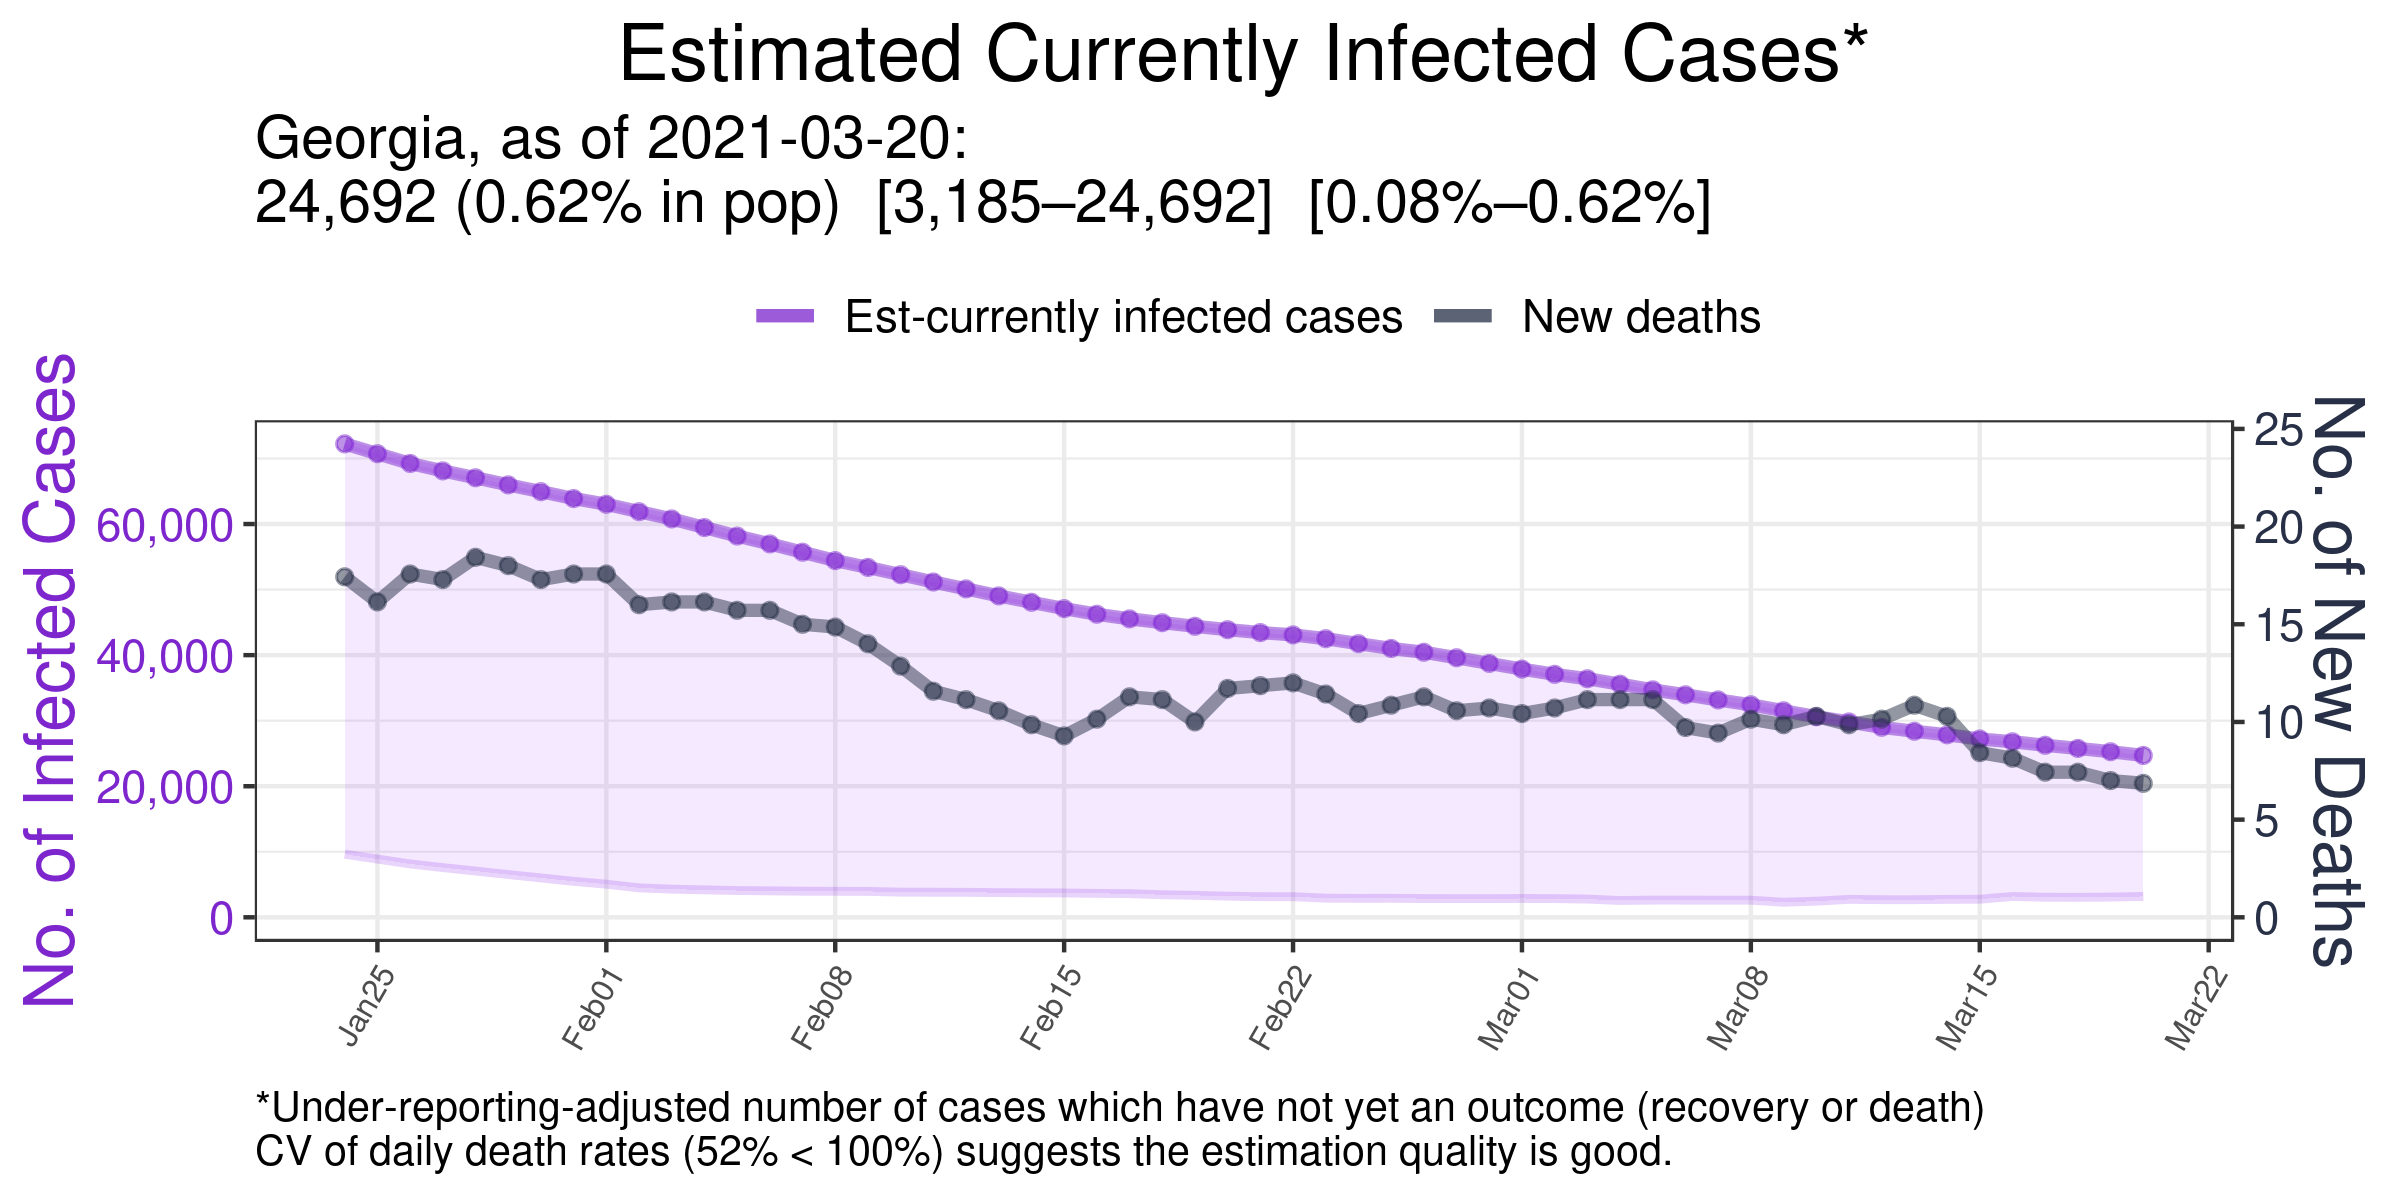 Estimated Currently Infected Cases*
Georgia, as of 2021-03-20:
24,692 (0.62% in pop)  [3,185–24,692]  [0.08%–0.62%]
Est-currently infected cases
New deaths
No. of Infected Cases
60,000
40,000
20,000
0
25
20
15
10
5
0
No. of New Deaths
Jan25
Feb01
Feb08
Feb15
Feb22
Mar01
Mar08
Mar15
Mar22
*Under-reporting-adjusted number of cases which have not yet an outcome (recovery or death)
CV of daily death rates (52% < 100%) suggests the estimation quality is good.